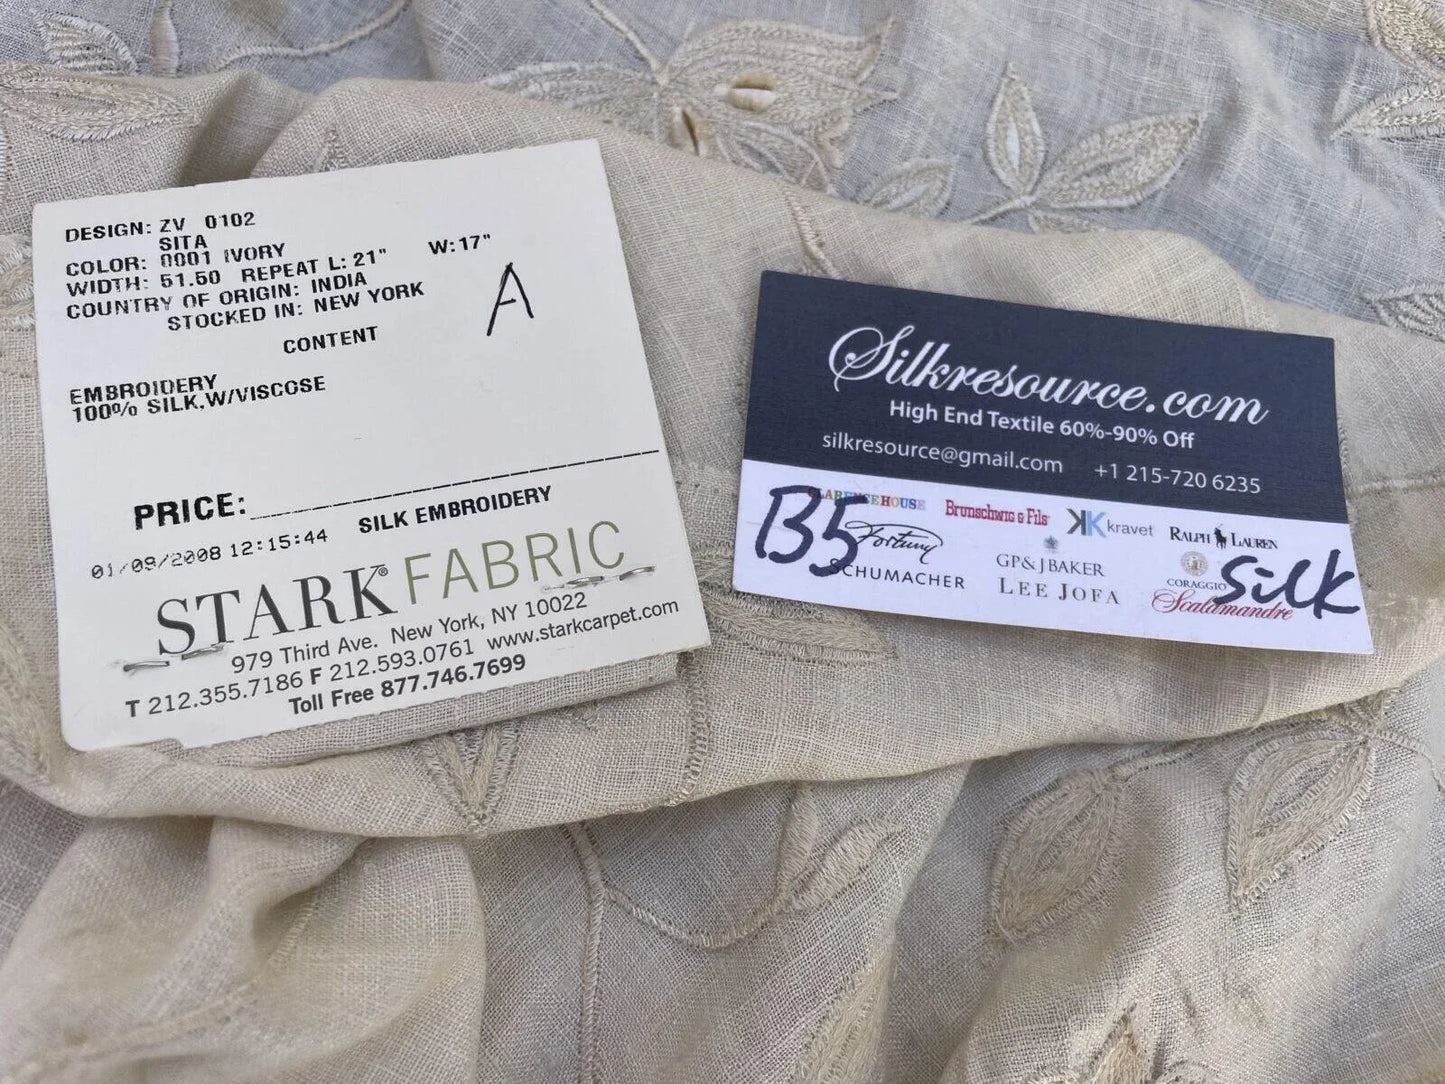 DESIGN: ZV 0102
SITA
COLOR: 0001 IVORY
WIDTH: 51.50 REPEAT L: 21" W: 17"
COUNTRY OF ORIGIN: INDIA
STOCKED IN: NEW YORK
A
CONTENT
EMBROIDERY
100% SILK,W/VISCOSE
PRICE:
01/09/2008 12:15:44 SILK EMBROIDERY
STARK® FABRIC
979 Third Ave. New York, NY 10022
T 212.355.7186 F 212.593.0761 www.starkcarpet.com
Toll Free 877.746.7699
Silkresource.com
High End Textile 60%-90% Off
silkresource@gmail.com +1 215-720 6235
CLARENCE HOUSE Brunschwig & Fils kravet RALPH LAUREN
B5 Fortuny GP & J BAKER CORAGGIO Silk
SCHUMACHER LEE JOFA Scalamandre